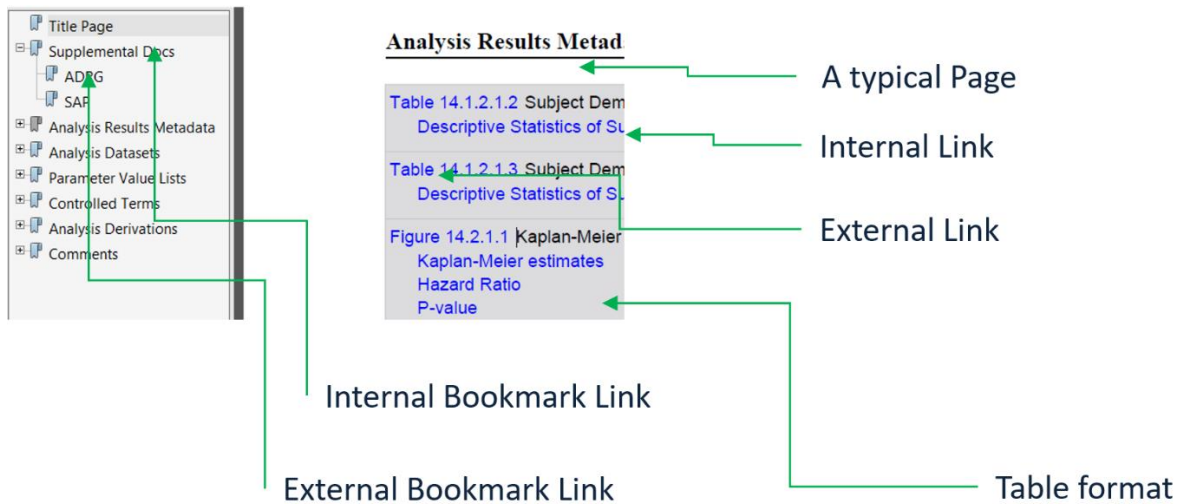 Title Page
Supplemental Docs
ADRG
SAP
Analysis Results Metadata
Analysis Datasets
Parameter Value Lists
Controlled Terms
Analysis Derivations
Comments
Analysis Results Metad
Table 14.1.2.1.2 Subject Dem
Descriptive Statistics of Su
Table 14.1.2.1.3 Subject Dem
Descriptive Statistics of Su
Figure 14.2.1.1 Kaplan-Meier
Kaplan-Meier estimates
Hazard Ratio
P-value
A typical Page
Internal Link
External Link
Internal Bookmark Link
External Bookmark Link
Table format